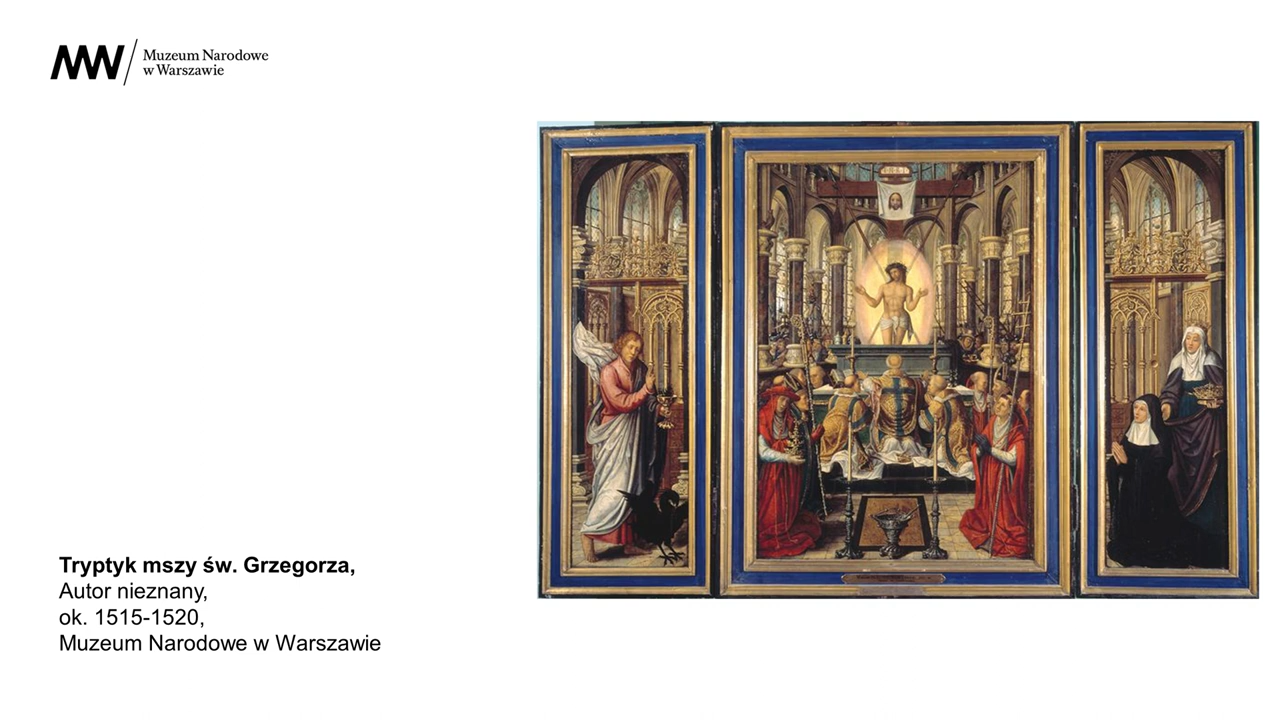 MW
Muzeum Narodowe
w Warszawie
Tryptyk mszy św. Grzegorza,
Autor nieznany,
ok. 1515-1520,
Muzeum Narodowe w Warszawie